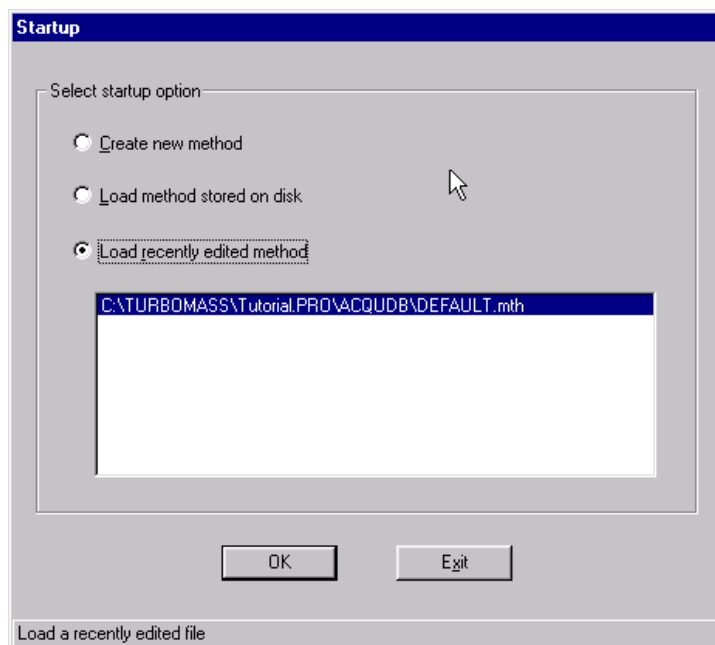 Startup
Select startup option
Create new method
Load method stored on disk
Load recently edited method
C:\TURBOMASS\Tutorial.PRO\ACQUDB\DEFAULT.mth
OK
Exit
Load a recently edited file